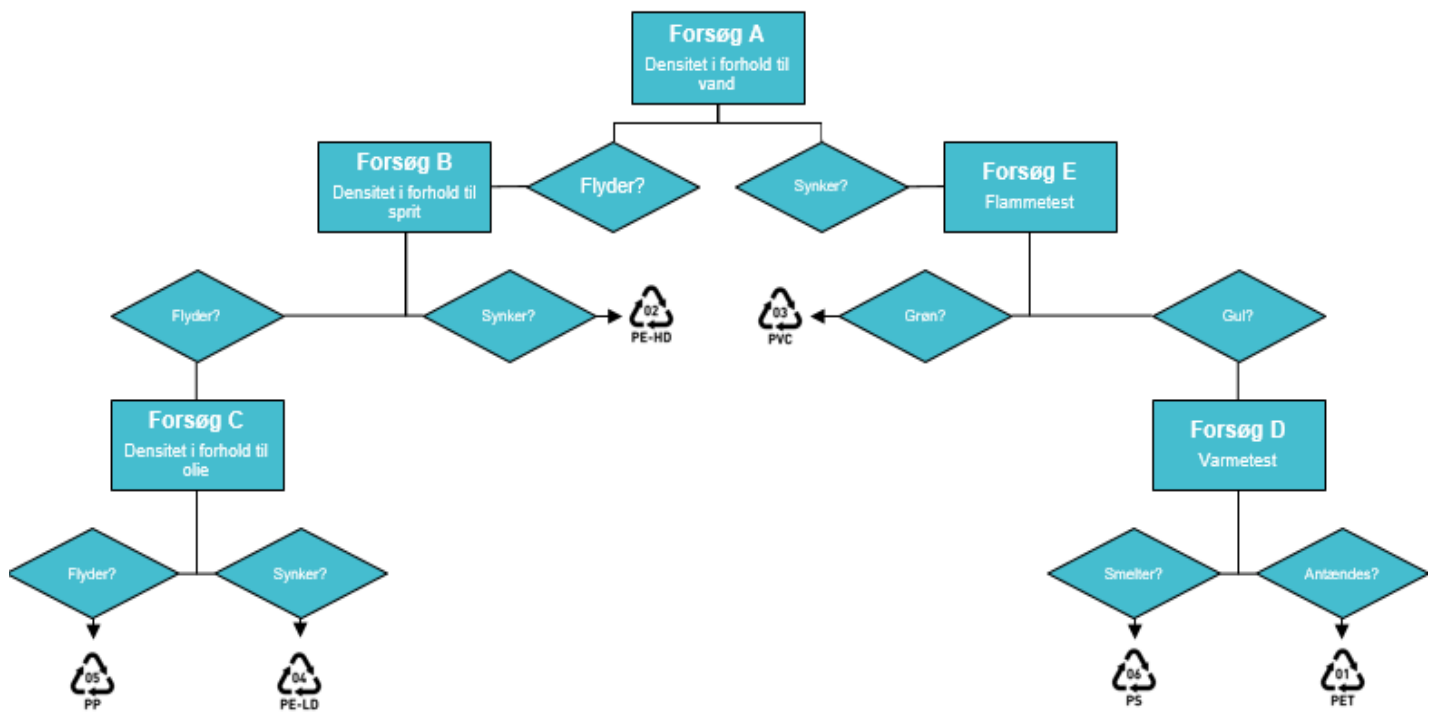 Forsøg A
Densitet i forhold til
vand
Forsøg B
Densitet i forhold til
sprit
Flyder?
Synker?
Forsøg E
Flammetest
Flyder?
Synker?
02
PE-HD
03
PVC
Grøn?
Gul?
Forsøg C
Densitet i forhold til
olie
Forsøg D
Varmetest
Flyder?
Synker?
Smelter?
Antændes?
05
PP
04
PE-LD
06
PS
01
PET